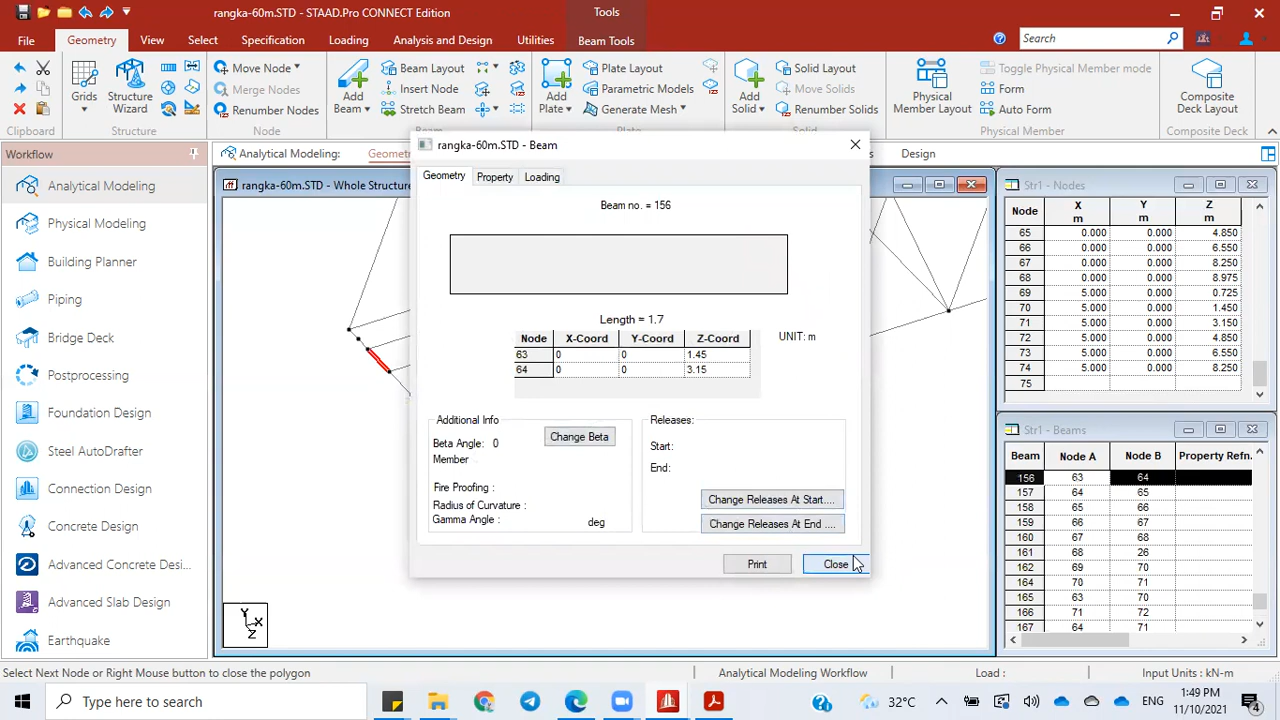 rangka-60m.STD - STAAD.Pro CONNECT Edition
Tools
File
Geometry
View
Select
Specification
Loading
Analysis and Design
Utilities
Beam Tools
Search
Grids
Structure Wizard
Move Node
Merge Nodes
Renumber Nodes
Add Beam
Beam Layout
Insert Node
Stretch Beam
Add Plate
Plate Layout
Parametric Models
Generate Mesh
Add Solid
Solid Layout
Move Solids
Renumber Solids
Physical Member Layout
Toggle Physical Member mode
Form
Auto Form
Composite Deck Layout
Clipboard
Structure
Node
Physical Member
Composite Deck
Workflow
Analytical Modeling
Physical Modeling
Building Planner
Piping
Bridge Deck
Postprocessing
Foundation Design
Steel AutoDrafter
Connection Design
Concrete Design
Advanced Concrete Desi
Advanced Slab Design
Earthquake
Analytical Modeling:
Design
rangka-60m.STD - Whole Structure
rangka-60m.STD - Beam
Geometry
Property
Loading
Beam no. = 156
Length = 1.7
Node X-Coord Y-Coord Z-Coord
63 0 0 1.45
64 0 0 3.15
UNIT: m
Additional Info
Beta Angle: 0
Change Beta
Member
Fire Proofing :
Radius of Curvature :
Gamma Angle :
deg
Releases:
Start:
End:
Change Releases At Start....
Change Releases At End ....
Print
Close
Y
X
Z
Str1 - Nodes
Node X m Y m Z m
65 0.000 0.000 4.850
66 0.000 0.000 6.550
67 0.000 0.000 8.250
68 0.000 0.000 8.975
69 5.000 0.000 0.725
70 5.000 0.000 1.450
71 5.000 0.000 3.150
72 5.000 0.000 4.850
73 5.000 0.000 6.550
74 5.000 0.000 8.250
75
Str1 - Beams
Beam Node A Node B Property Refn.
156 63 64
157 64 65
158 65 66
159 66 67
160 67 68
161 68 26
162 69 70
164 70 71
165 63 70
166 71 72
167 64 71
Select Next Node or Right Mouse button to close the polygon
Analytical Modeling Workflow
Load :
Input Units : kN-m
Type here to search
32°C
ENG
1:49 PM
11/10/2021
4